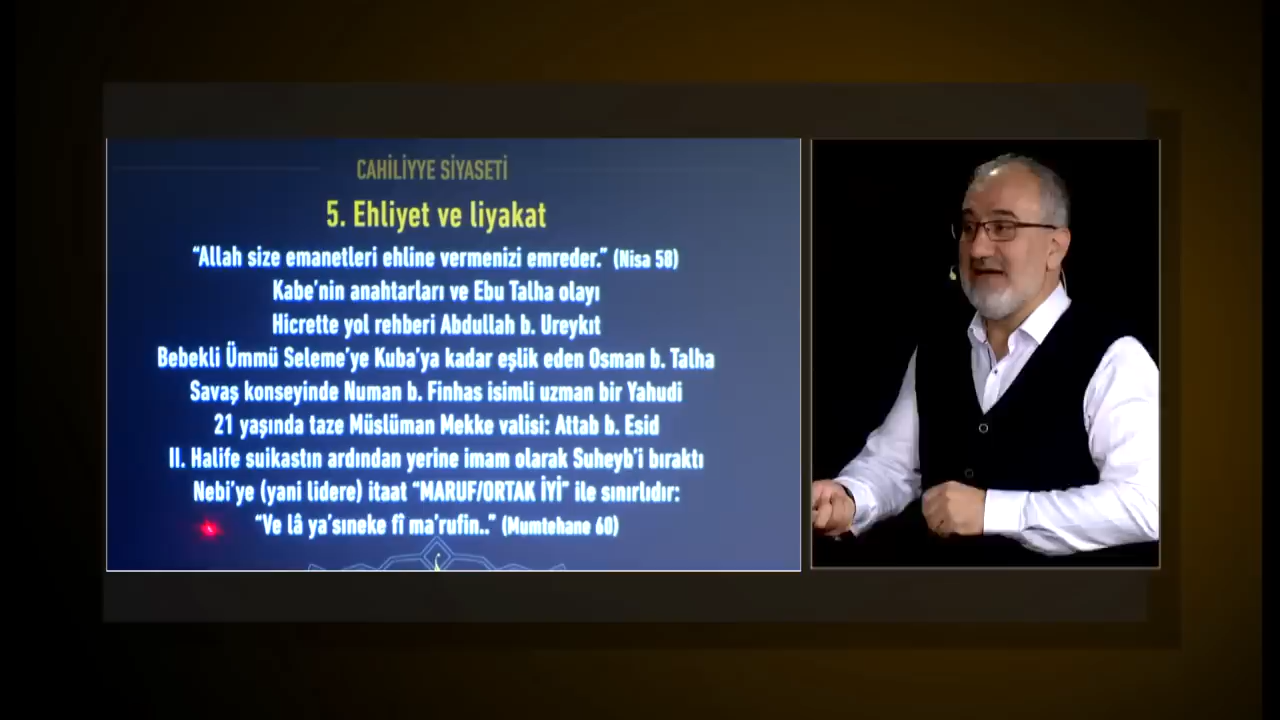 CAHİLİYYE SİYASETİ
5. Ehliyet ve liyakat
“Allah size emanetleri ehline vermenizi emreder.” (Nisa 58)
Kabe’nin anahtarları ve Ebu Talha olayı
Hicrette yol rehberi Abdullah b. Ureykıt
Bebekli Ümmü Seleme’ye Kuba’ya kadar eşlik eden Osman b. Talha
Savaş konseyinde Numan b. Finhas isimli uzman bir Yahudi
21 yaşında taze Müslüman Mekke valisi: Attab b. Esid
II. Halife suikastın ardından yerine imam olarak Suheyb’i bıraktı
Nebi’ye (yani lidere) itaat “MARUF/ORTAK İYİ” ile sınırlıdır:
“Ve lâ ya’sıneke fî ma’rufin..” (Mumtehane 60)